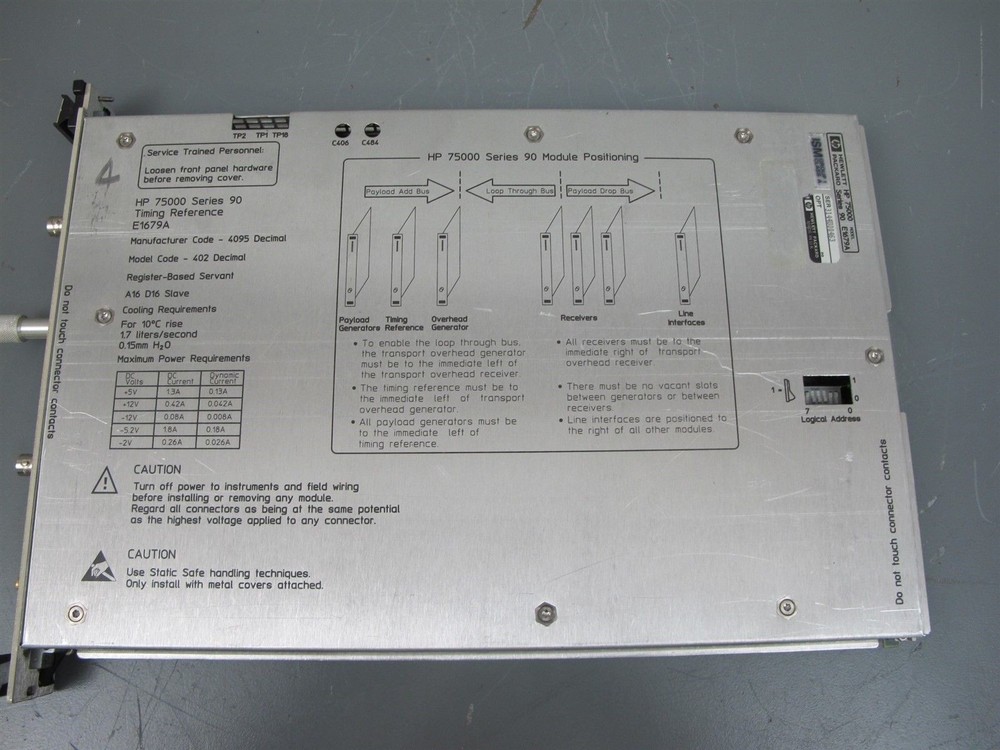 4
TP2 TP1 TP18
C406 C484
Service Trained Personnel:
Loosen front panel hardware
before removing cover.
HP 75000 Series 90
Timing Reference
E1679A
Manufacturer Code - 4095 Decimal
Model Code - 402 Decimal
Register-Based Servant
A16 D16 Slave
Cooling Requirements
For 10°C rise
1.7 liters/second
0.15mm H₂O
Maximum Power Requirements
DC Volts DC Current Dynamic Current
+5V 1.3A 0.13A
+12V 0.42A 0.042A
-12V 0.08A 0.008A
-5.2V 1.8A 0.18A
-2V 0.26A 0.026A
CAUTION
Turn off power to instruments and field wiring
before installing or removing any module.
Regard all connectors as being at the same potential
as the highest voltage applied to any connector.
CAUTION
Use Static Safe handling techniques.
Only install with metal covers attached.
Do not touch connector contacts
HP 75000 Series 90 Module Positioning
Payload Add Bus
Loop Through Bus
Payload Drop Bus
Payload Generators
Timing Reference
Overhead Generator
Receivers
Line Interfaces
• To enable the loop through bus,
the transport overhead generator
must be to the immediate left of
the transport overhead receiver.
• The timing reference must be to
the immediate left of transport
overhead generator.
• All payload generators must be
to the immediate left of
timing reference.
• All receivers must be to the
immediate right of transport
overhead receiver.
• There must be no vacant slots
between generators or between
receivers.
• Line interfaces are positioned to
the right of all other modules.
hp HEWLETT
PACKARD
HP 75000
Series 90
E1679A
SER
OPT
1
1
0
7 0
Logical Address
Do not touch connector contacts